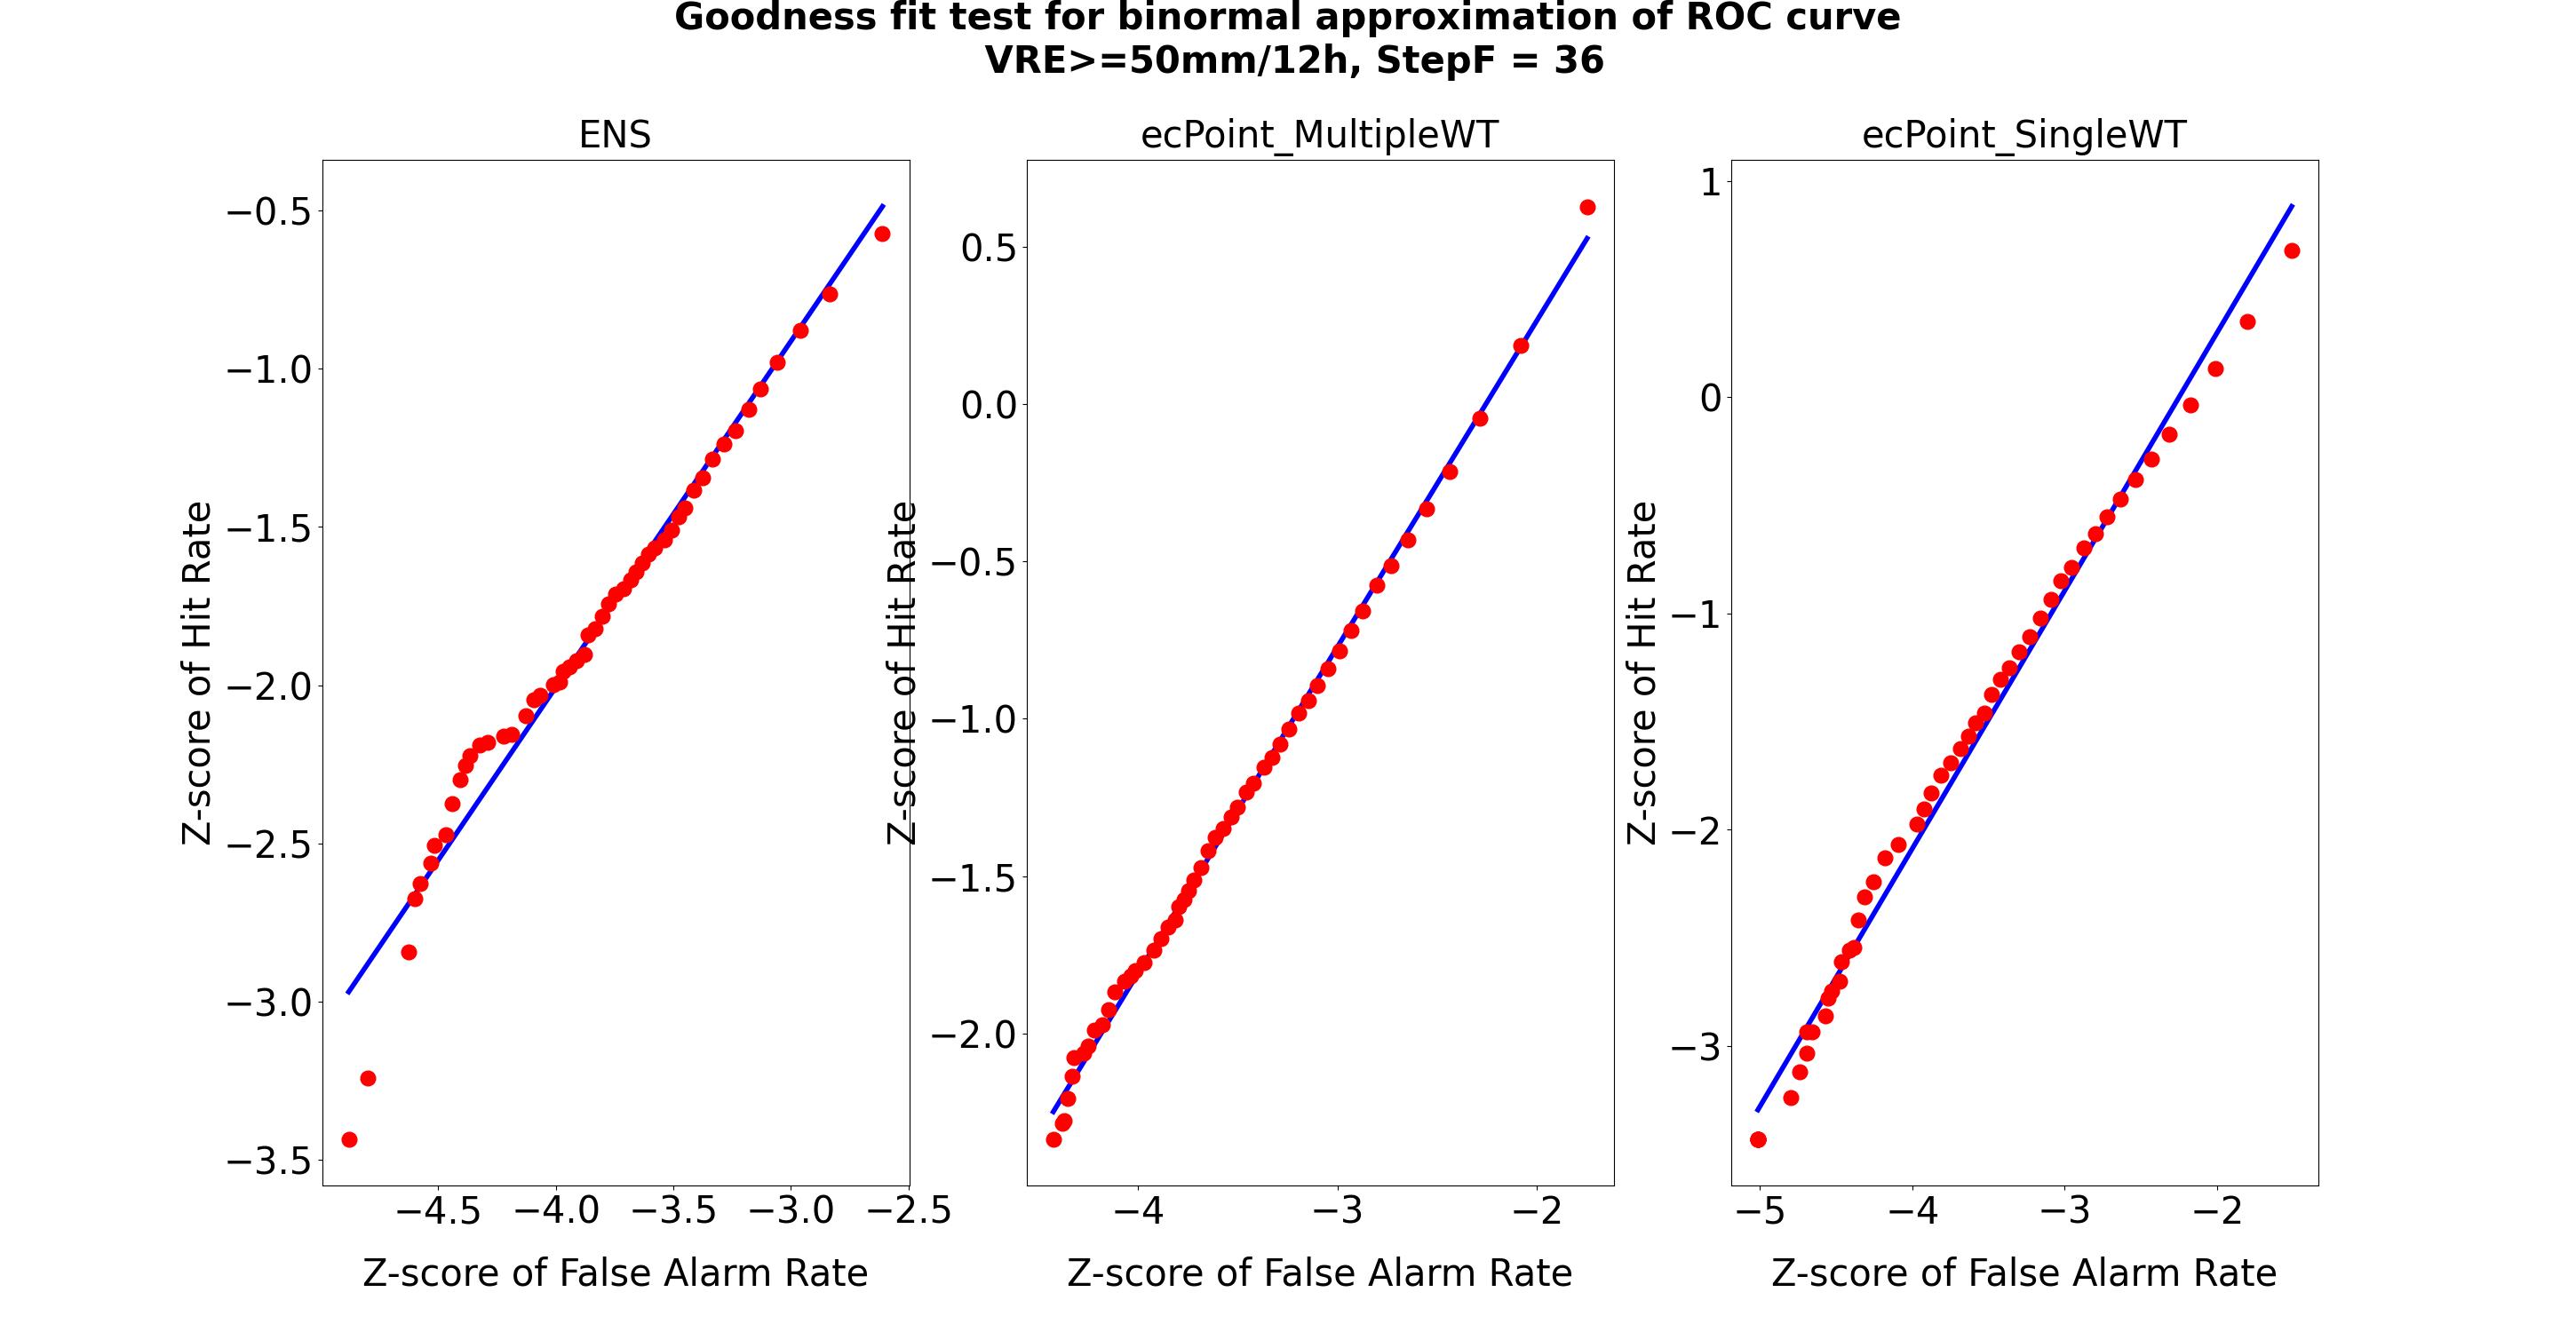 Goodness fit test for binormal approximation of ROC curve
VRE>=50mm/12h, StepF = 36
ENS
Z-score of Hit Rate
−0.5
−1.0
−1.5
−2.0
−2.5
−3.0
−3.5
−4.5 −4.0 −3.5 −3.0 −2.5
Z-score of False Alarm Rate
ecPoint_MultipleWT
Z-score of Hit Rate
0.5
0.0
−0.5
−1.0
−1.5
−2.0
−4 −3 −2
Z-score of False Alarm Rate
ecPoint_SingleWT
Z-score of Hit Rate
1
0
−1
−2
−3
−5 −4 −3 −2
Z-score of False Alarm Rate